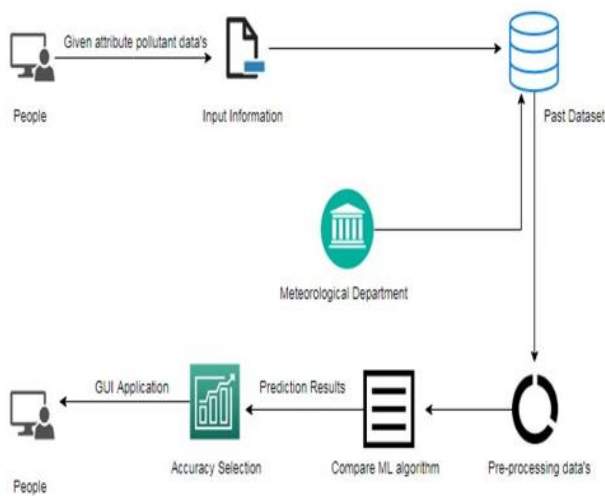 Given attribute pollutant data's
People
Input Information
Past Dataset
Meteorological Department
GUI Application
Prediction Results
People
Accuracy Selection
Compare ML algorithm
Pre-processing data's